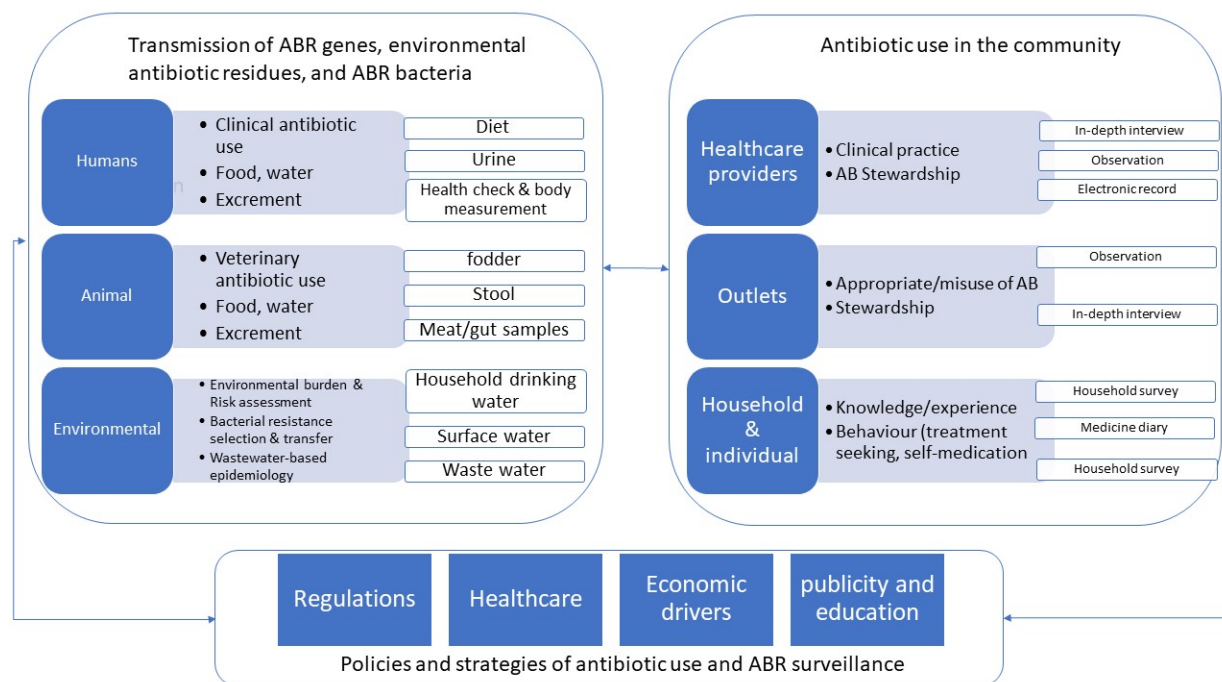 Transmission of ABR genes, environmental
antibiotic residues, and ABR bacteria
Humans
• Clinical antibiotic
use
• Food, water
• Excrement
Diet
Urine
Health check & body
measurement
Animal
• Veterinary
antibiotic use
• Food, water
• Excrement
fodder
Stool
Meat/gut samples
Environmental
• Environmental burden &
Risk assessment
• Bacterial resistance
selection & transfer
• Wastewater-based
epidemiology
Household drinking
water
Surface water
Waste water
Antibiotic use in the community
Healthcare
providers
• Clinical practice
• AB Stewardship
In-depth interview
Observation
Electronic record
Outlets
• Appropriate/misuse of AB
• Stewardship
Observation
In-depth interview
Household
&
individual
• Knowledge/experience
• Behaviour (treatment
seeking, self-medication
Household survey
Medicine diary
Household survey
Regulations
Healthcare
Economic
drivers
publicity and
education
Policies and strategies of antibiotic use and ABR surveillance